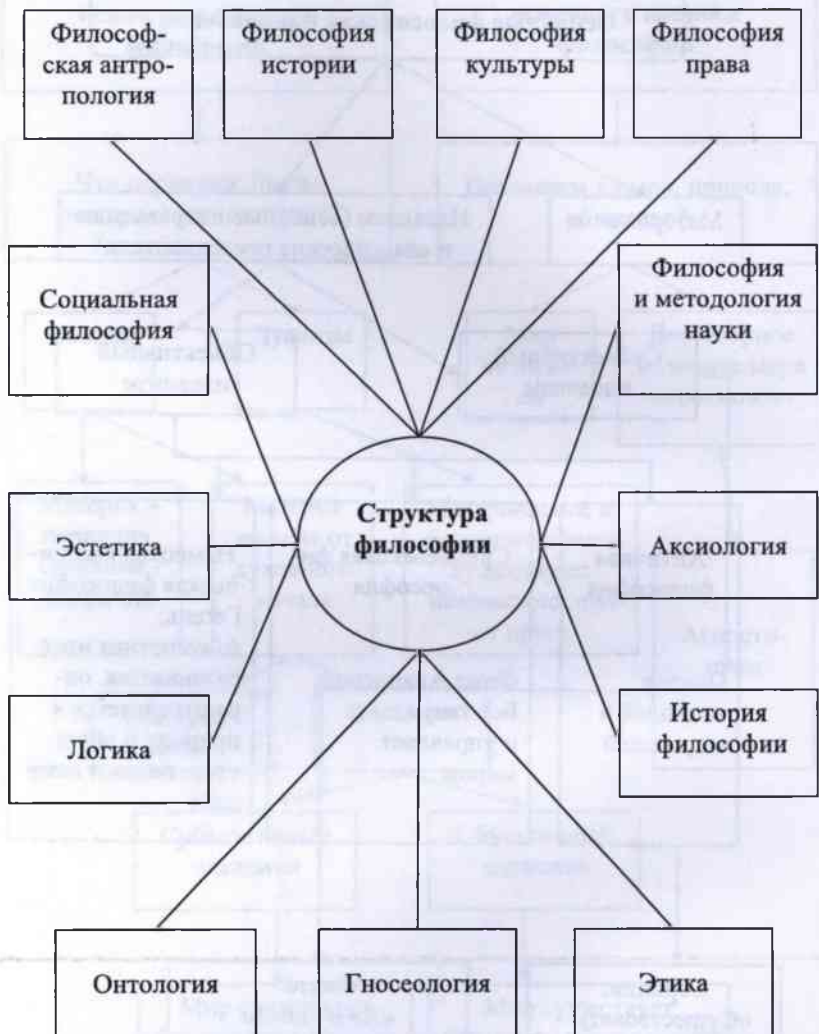 Философ-
ская антро-
пология
Философия
истории
Философия
культуры
Философия
права
Социальная
философия
Философия
и методология
науки
Структура
философии
Эстетика
Аксиология
Логика
История
философии
Онтология
Гносеология
Этика